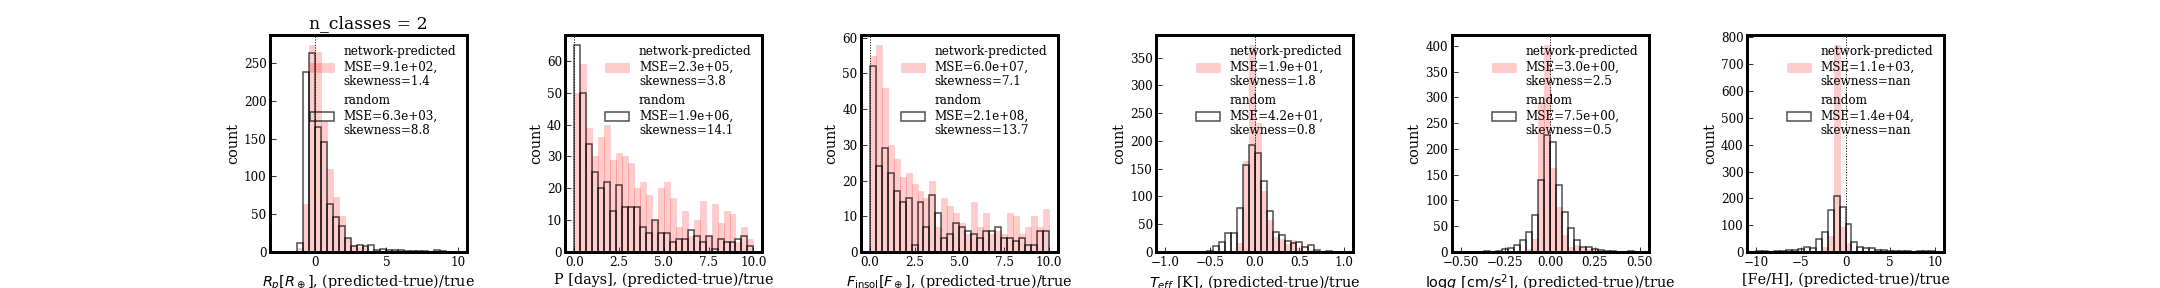 n_classes = 2
count
250
200
150
100
50
0
network-predicted
MSE=9.1e+02,
skewness=1.4
random
MSE=6.3e+03,
skewness=8.8
0 5 10
R_p[R_⊕], (predicted-true)/true
count
60
50
40
30
20
10
0
network-predicted
MSE=2.3e+05,
skewness=3.8
random
MSE=1.9e+06,
skewness=14.1
0.0 2.5 5.0 7.5 10.0
P [days], (predicted-true)/true
count
60
50
40
30
20
10
0
network-predicted
MSE=6.0e+07,
skewness=7.1
random
MSE=2.1e+08,
skewness=13.7
0.0 2.5 5.0 7.5 10.0
F_insol[F_⊕], (predicted-true)/true
count
350
300
250
200
150
100
50
0
network-predicted
MSE=1.9e+01,
skewness=1.8
random
MSE=4.2e+01,
skewness=0.8
−1.0 −0.5 0.0 0.5 1.0
T_eff [K], (predicted-true)/true
count
400
350
300
250
200
150
100
50
0
network-predicted
MSE=3.0e+00,
skewness=2.5
random
MSE=7.5e+00,
skewness=0.5
−0.50 −0.25 0.00 0.25 0.50
logg [cm/s²], (predicted-true)/true
count
800
700
600
500
400
300
200
100
0
network-predicted
MSE=1.1e+03,
skewness=nan
random
MSE=1.4e+04,
skewness=nan
−10 −5 0 5 10
[Fe/H], (predicted-true)/true